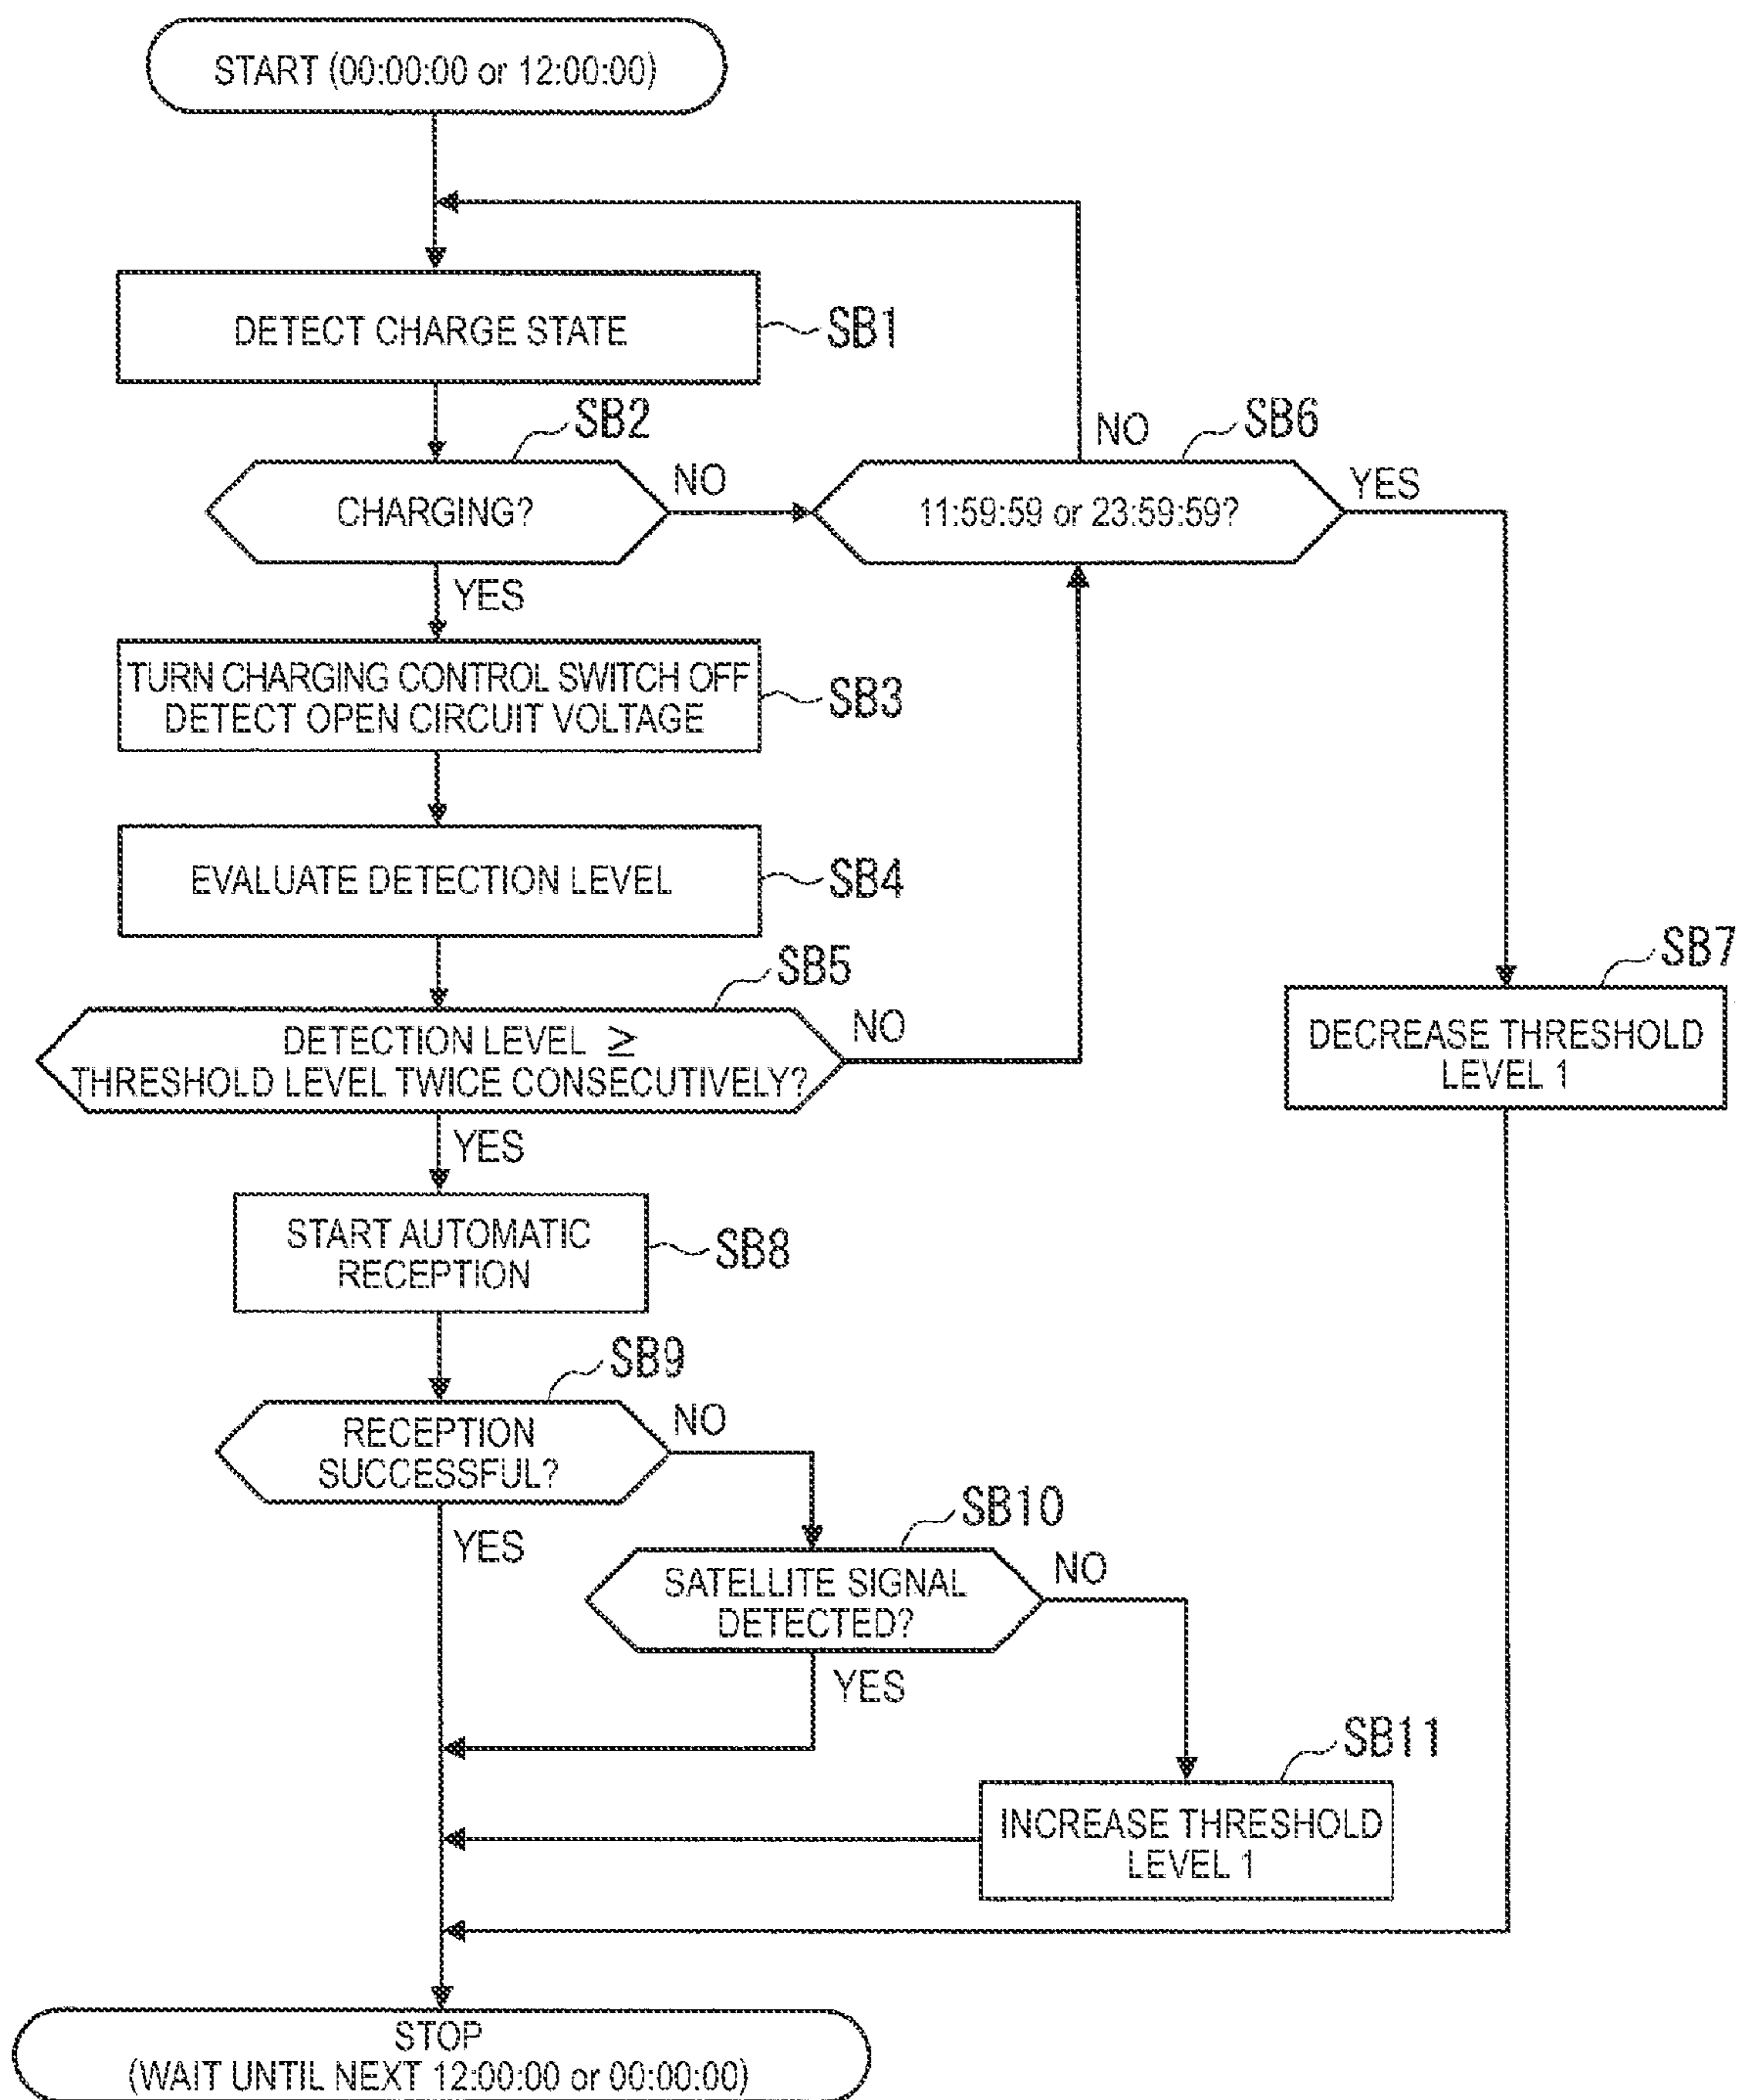 START (00:00:00 or 12:00:00)
DETECT CHARGE STATE
SB1
SB2
CHARGING?
NO
YES
SB6
NO
11:59:59 or 23:59:59?
YES
TURN CHARGING CONTROL SWITCH OFF
DETECT OPEN CIRCUIT VOLTAGE
SB3
EVALUATE DETECTION LEVEL
SB4
SB5
DETECTION LEVEL ≥
THRESHOLD LEVEL TWICE CONSECUTIVELY?
NO
YES
SB7
DECREASE THRESHOLD
LEVEL 1
START AUTOMATIC
RECEPTION
SB8
SB9
RECEPTION
SUCCESSFUL?
NO
YES
SB10
SATELLITE SIGNAL
DETECTED?
NO
YES
SB11
INCREASE THRESHOLD
LEVEL 1
STOP
(WAIT UNTIL NEXT 12:00:00 or 00:00:00)